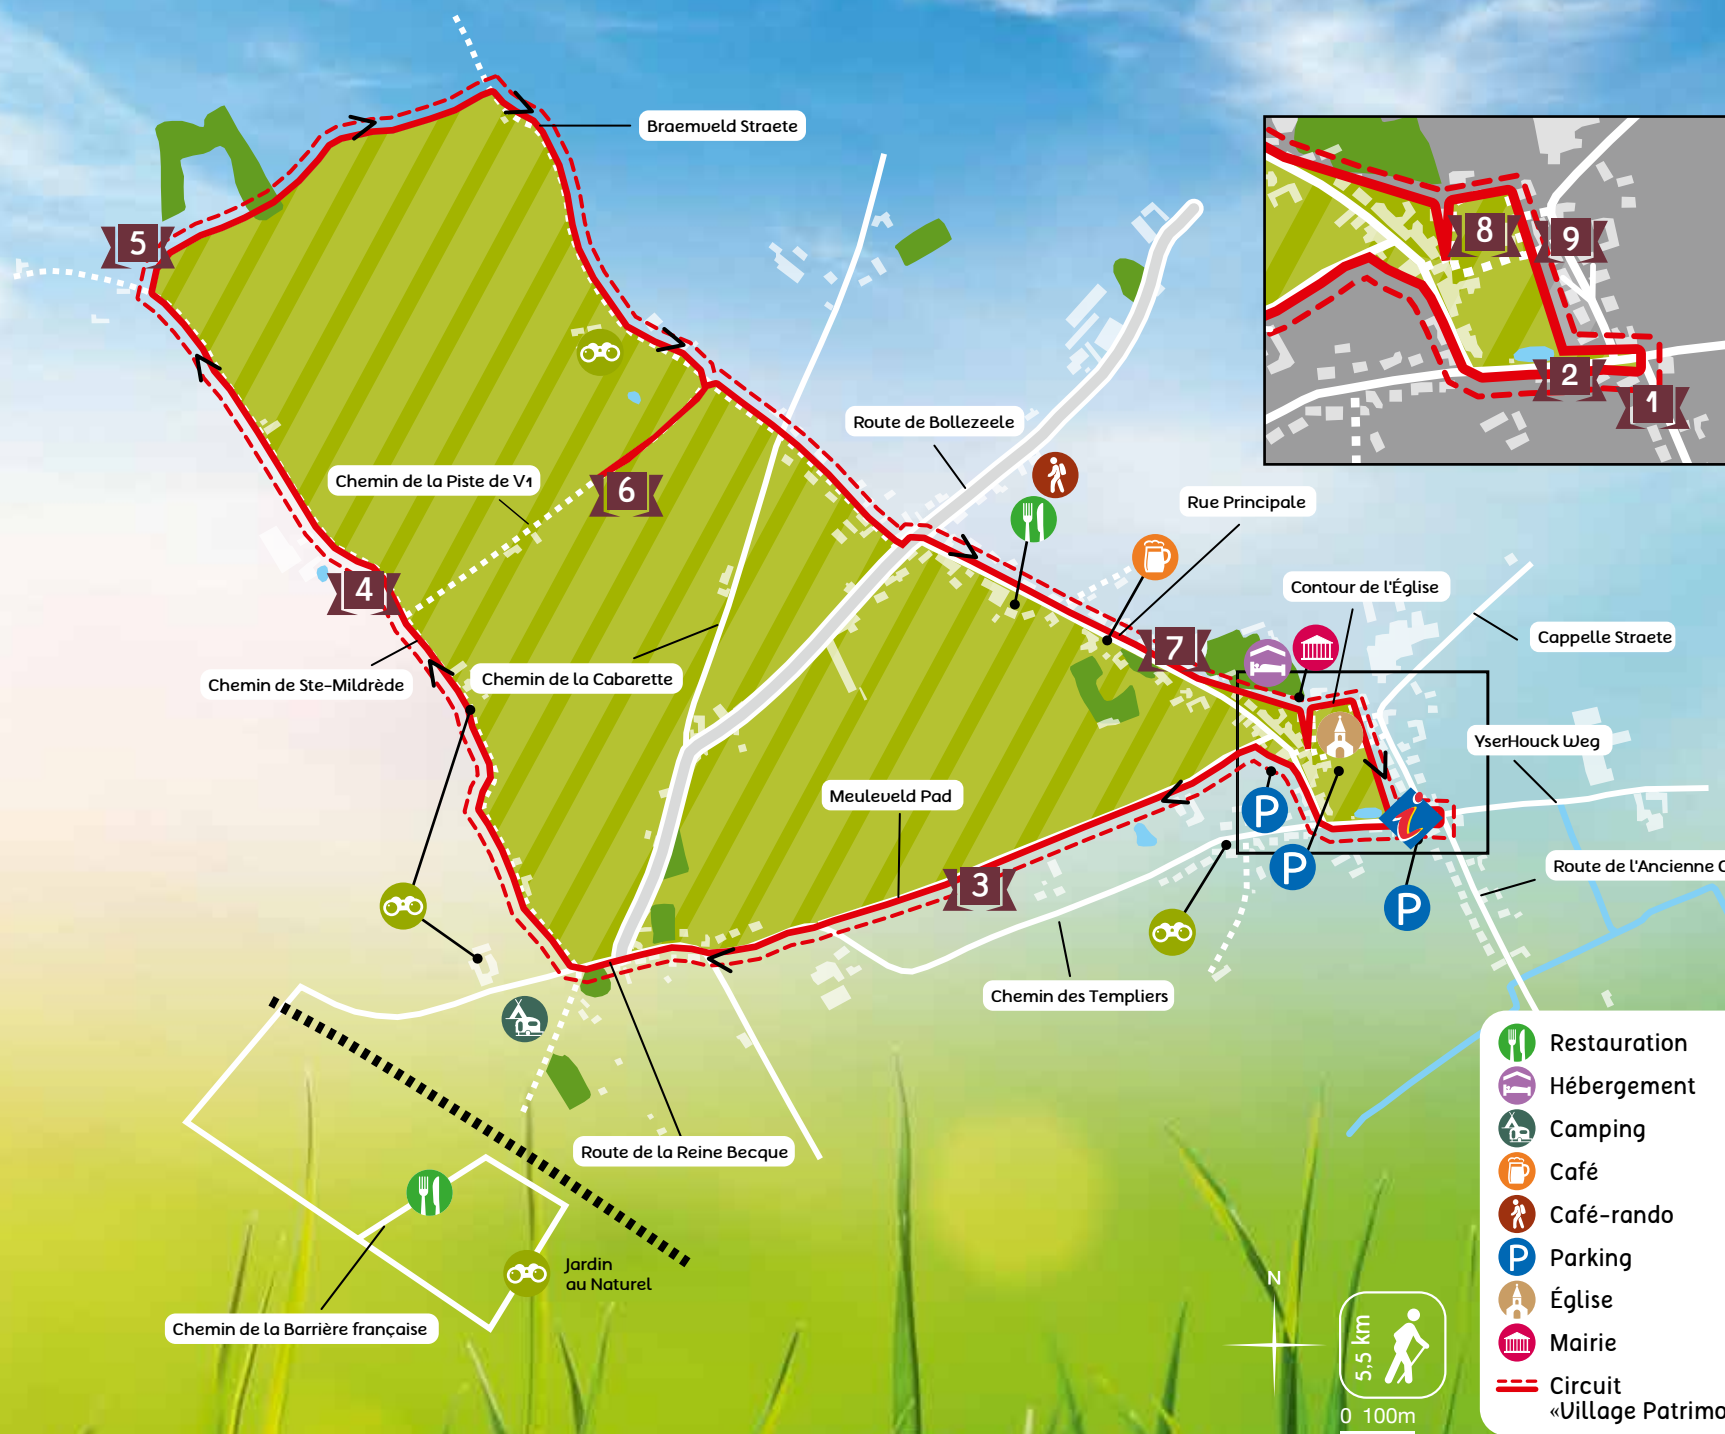 Braemveld Straete
5
8
9
2
1
Route de Bollezeele
Chemin de la Piste de V1
6
Rue Principale
4
Contour de l'Église
Cappelle Straete
7
Chemin de Ste-Mildrède
Chemin de la Cabarette
YserHouck Weg
Meuleveld Pad
P
P
P
3
Route de l'Ancienne
Chemin des Templiers
Route de la Reine Becque
Jardin
au Naturel
Chemin de la Barrière française
N
5,5 km
0 100m
Restauration
Hébergement
Camping
Café
Café-rando
P Parking
Église
Mairie
Circuit
«Village Patrimo